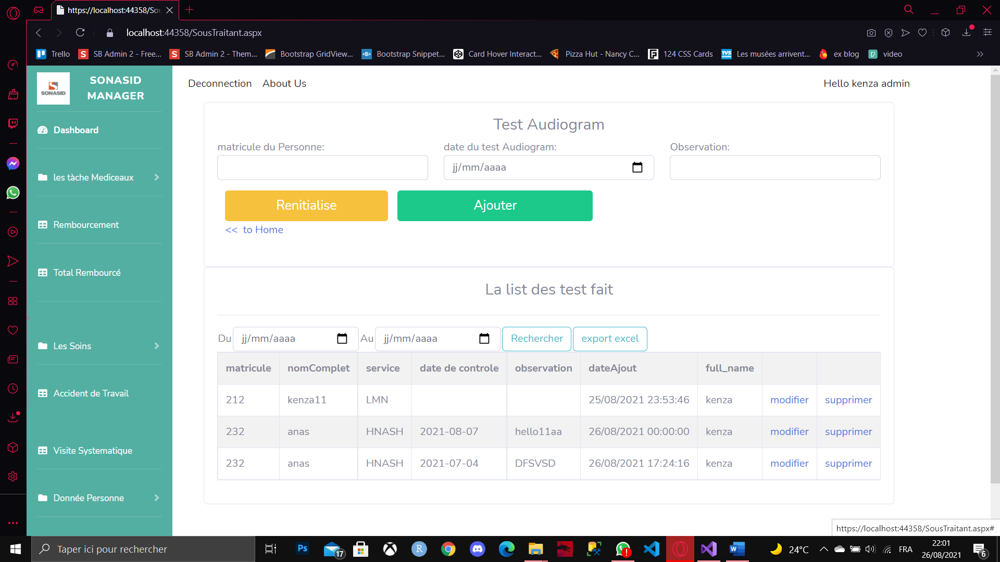 https://localhost:44358/Sou
localhost:44358/SousTraitant.aspx
Trello
SB Admin 2 - Free...
SB Admin 2 - Them...
Bootstrap GridView...
Bootstrap Snippet...
Card Hover Interact...
Pizza Hut - Nancy C...
124 CSS Cards
Les musées arrivent...
ex blog
video
SONASID
SONASID
MANAGER
Deconnection About Us
Hello kenza admin
Dashboard
les tàche Mediceaux
Rembourcement
Total Rembourcé
Les Soins
Accident de Travail
Visite Systematique
Donnée Personne
Test Audiogram
matricule du Personne: date du test Audiogram: Observation:
jj/mm/aaaa
Renitialise Ajouter
<< to Home
La list des test fait
Du jj/mm/aaaa Au jj/mm/aaaa Rechercher export excel
matricule nomComplet service date de controle observation dateAjout full_name
212 kenza11 LMN 25/08/2021 23:53:46 kenza modifier supprimer
232 anas HNASH 2021-08-07 hello11aa 26/08/2021 00:00:00 kenza modifier supprimer
232 anas HNASH 2021-07-04 DFSVSD 26/08/2021 17:24:16 kenza modifier supprimer
https://localhost:44358/SousTraitant.aspx#
Taper ici pour rechercher
Ps
17
R
W
24°C
FRA
22:01
26/08/2021
6